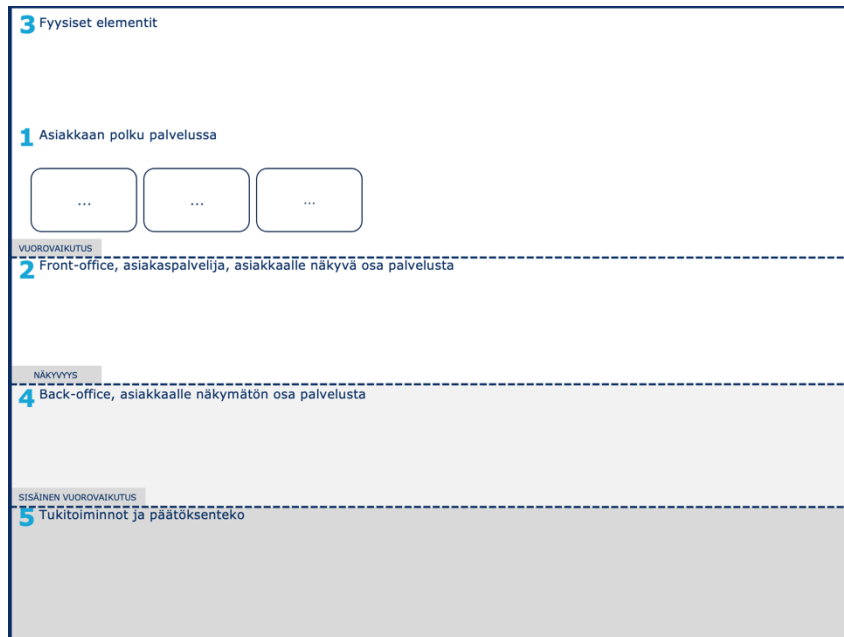 3 Fyysiset elementit
1 Asiakkaan polku palvelussa
... ... ...
VUOROVAIKUTUS
2 Front-office, asiakaspalvelija, asiakkaalle näkyvä osa palvelusta
NÄKYVYYS
4 Back-office, asiakkaalle näkymätön osa palvelusta
SISÄINEN VUOROVAIKUTUS
5 Tukitoiminnot ja päätöksenteko